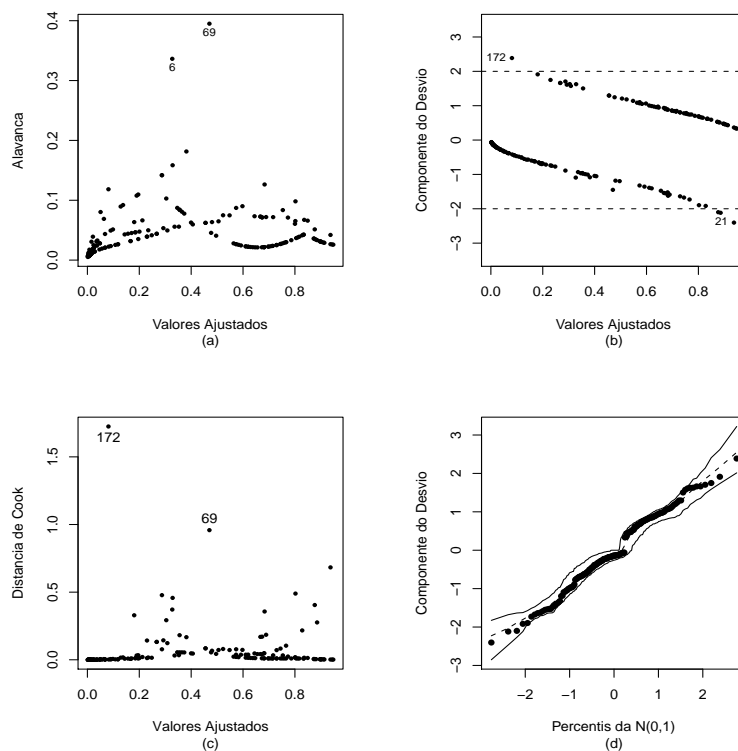 0.4
0.3
0.2
0.1
0.0
Alavanca
69
6
0.0 0.2 0.4 0.6 0.8
Valores Ajustados
(a)
3
2
1
0
−1
−2
−3
Componente do Desvio
172
21
0.0 0.2 0.4 0.6 0.8
Valores Ajustados
(b)
1.5
1.0
0.5
0.0
Distancia de Cook
172
69
0.0 0.2 0.4 0.6 0.8
Valores Ajustados
(c)
3
2
1
0
−1
−2
−3
Componente do Desvio
−2 −1 0 1 2
Percentis da N(0,1)
(d)